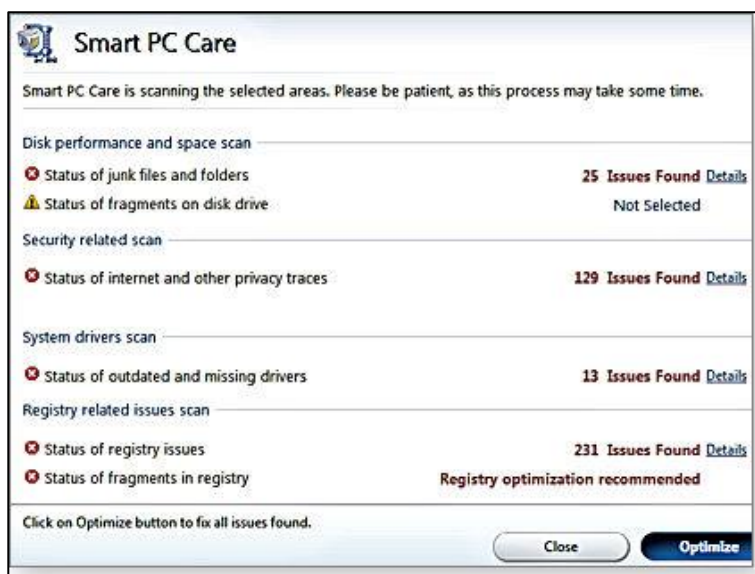 Smart PC Care
Smart PC Care is scanning the selected areas. Please be patient, as this process may take some time.
Disk performance and space scan
Status of junk files and folders 25 Issues Found Details
Status of fragments on disk drive Not Selected
Security related scan
Status of internet and other privacy traces 129 Issues Found Details
System drivers scan
Status of outdated and missing drivers 13 Issues Found Details
Registry related issues scan
Status of registry issues 231 Issues Found Details
Status of fragments in registry Registry optimization recommended
Click on Optimize button to fix all issues found.
Close Optimize